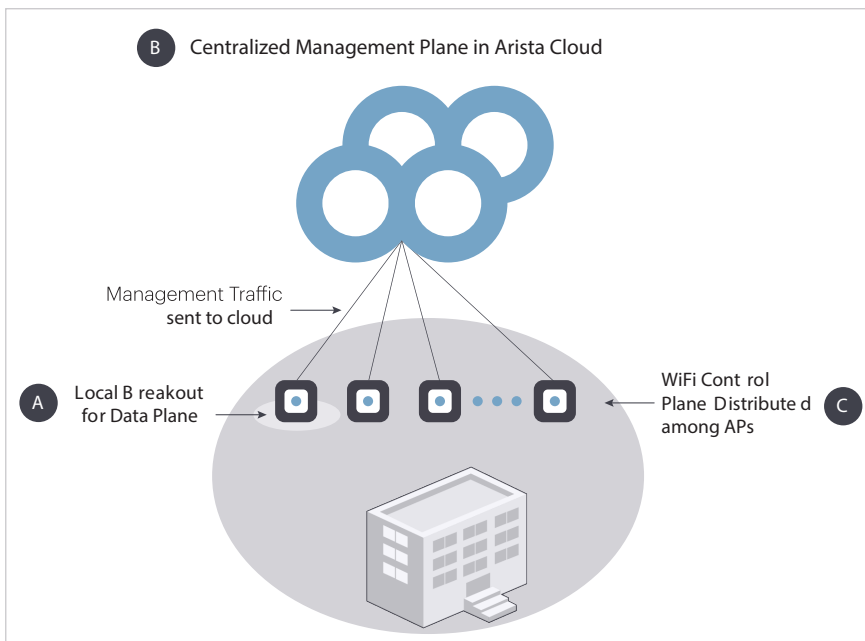 B Centralized Management Plane in Arista Cloud
Management Traffic
sent to cloud
A
Local B reakout
for Data Plane
WiFi Cont rol
Plane Distribute d
among APs
C